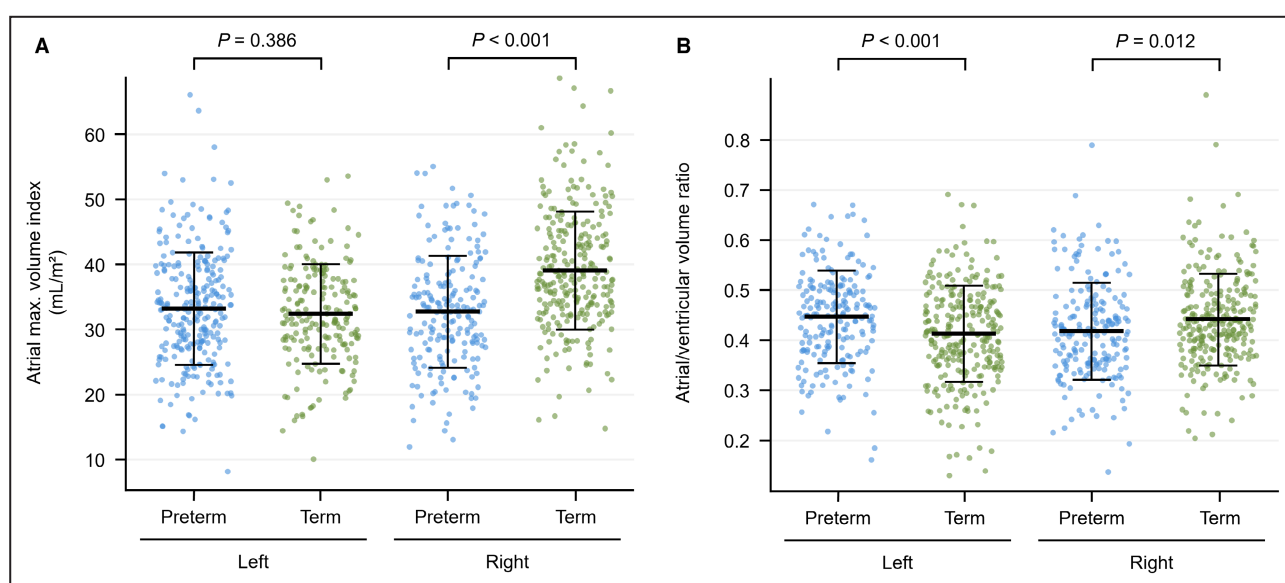 A
P = 0.386
P < 0.001
Atrial max. volume index
(mL/m²)
60
50
40
30
20
10
Preterm
Term
Preterm
Term
Left
Right
B
P < 0.001
P = 0.012
Atrial/ventricular volume ratio
0.8
0.7
0.6
0.5
0.4
0.3
0.2
Preterm
Term
Preterm
Term
Left
Right